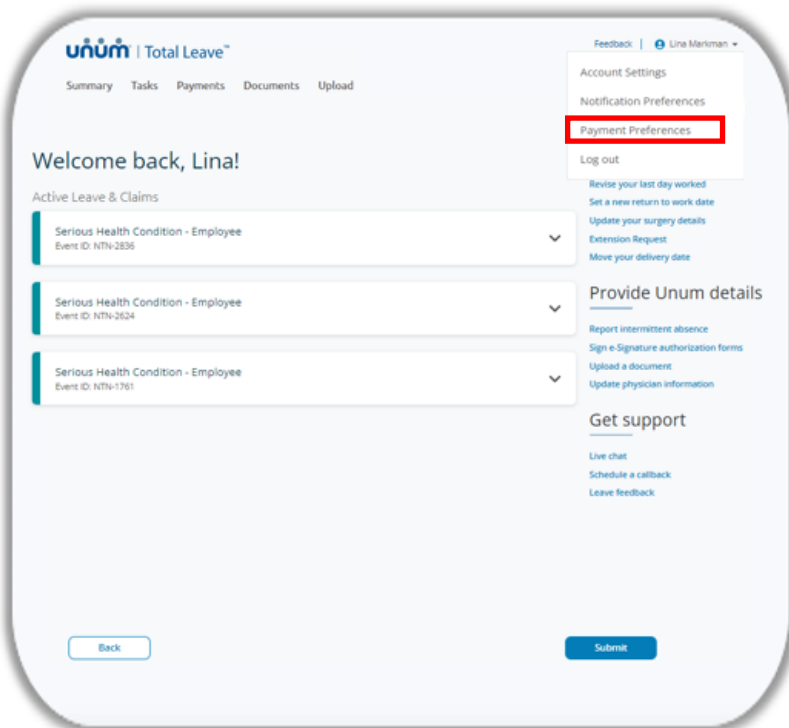 unum | Total Leave™
Feedback | Lina Markman
Summary Tasks Payments Documents Upload
Account Settings
Notification Preferences
Payment Preferences
Log out
Welcome back, Lina!
Active Leave & Claims
Serious Health Condition - Employee
Event ID: NTN-2836
Serious Health Condition - Employee
Event ID: NTN-2624
Serious Health Condition - Employee
Event ID: NTN-1761
Revise your last day worked
Set a new return to work date
Update your surgery details
Extension Request
Move your delivery date
Provide Unum details
Report intermittent absence
Sign e-Signature authorization forms
Upload a document
Update physician information
Get support
Live chat
Schedule a callback
Leave feedback
Back
Submit